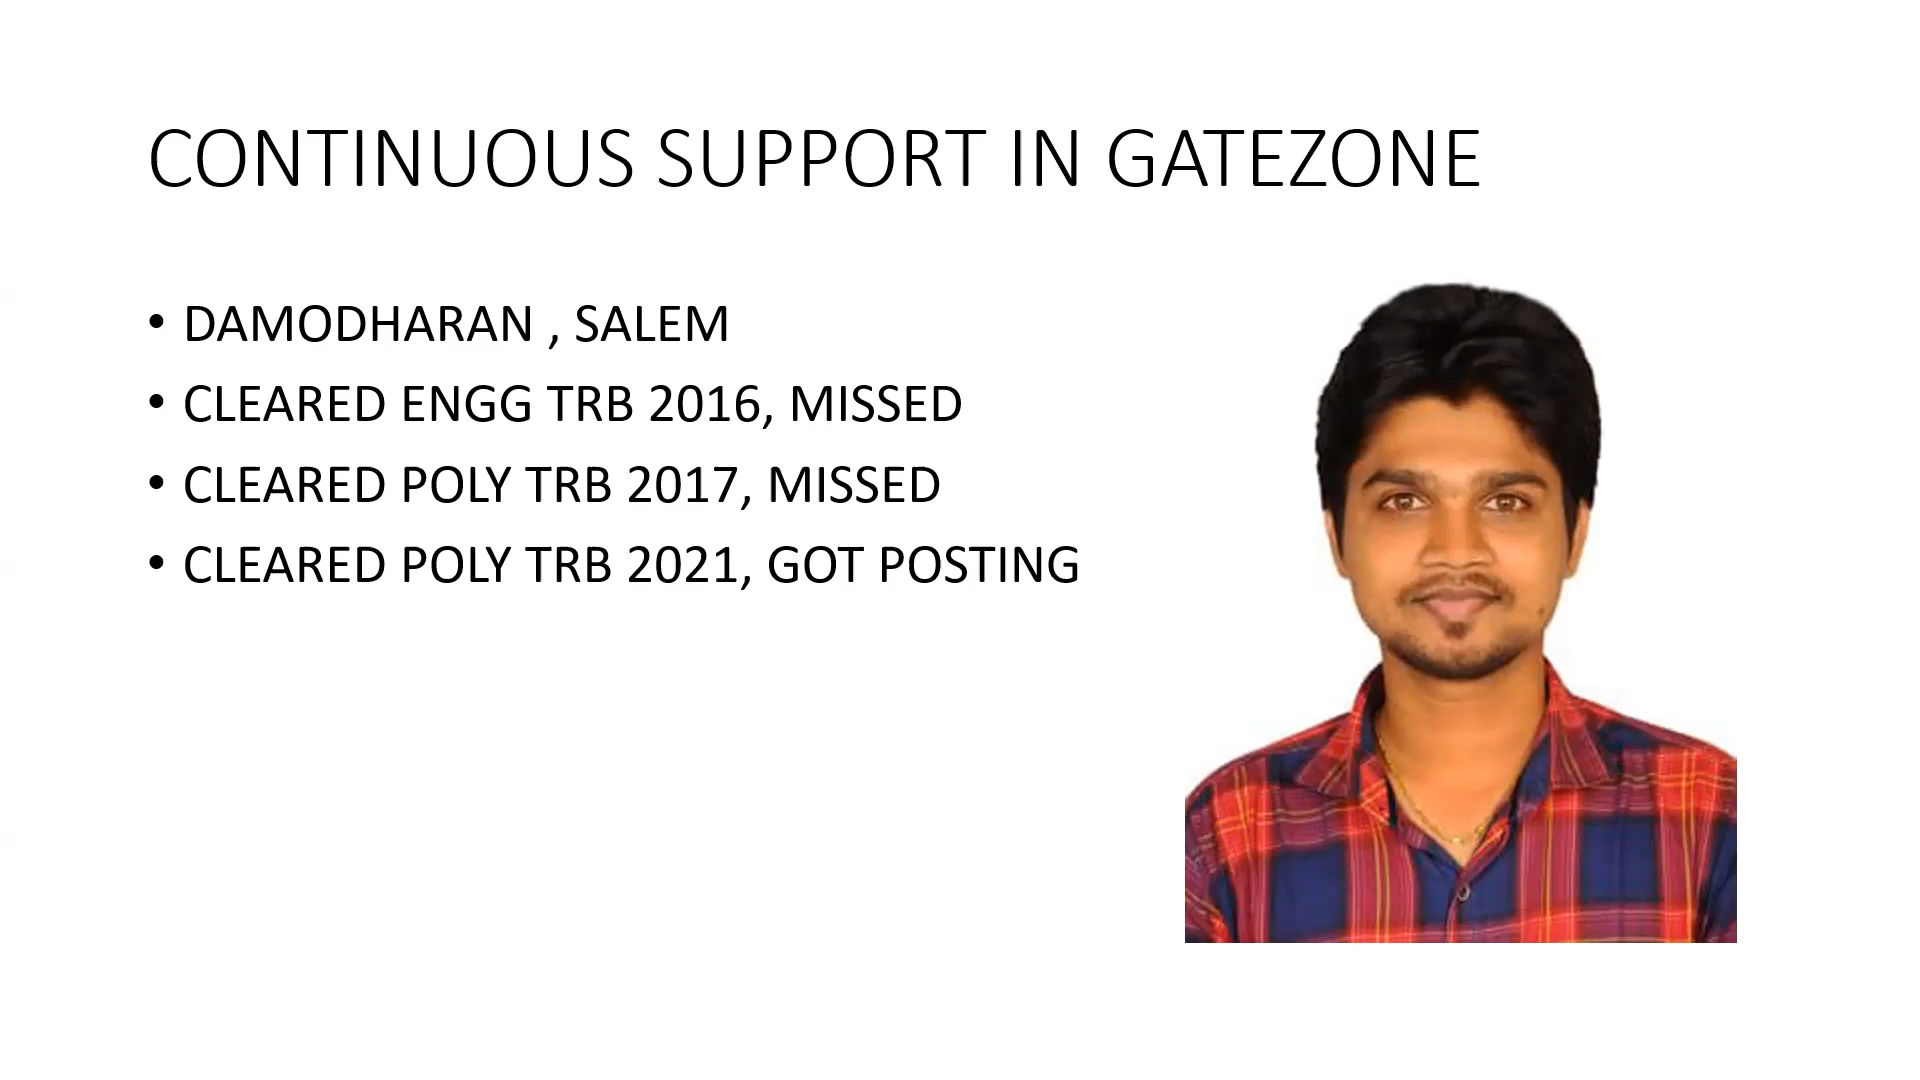 CONTINUOUS SUPPORT IN GATEZONE
• DAMODHARAN , SALEM
• CLEARED ENGG TRB 2016, MISSED
• CLEARED POLY TRB 2017, MISSED
• CLEARED POLY TRB 2021, GOT POSTING